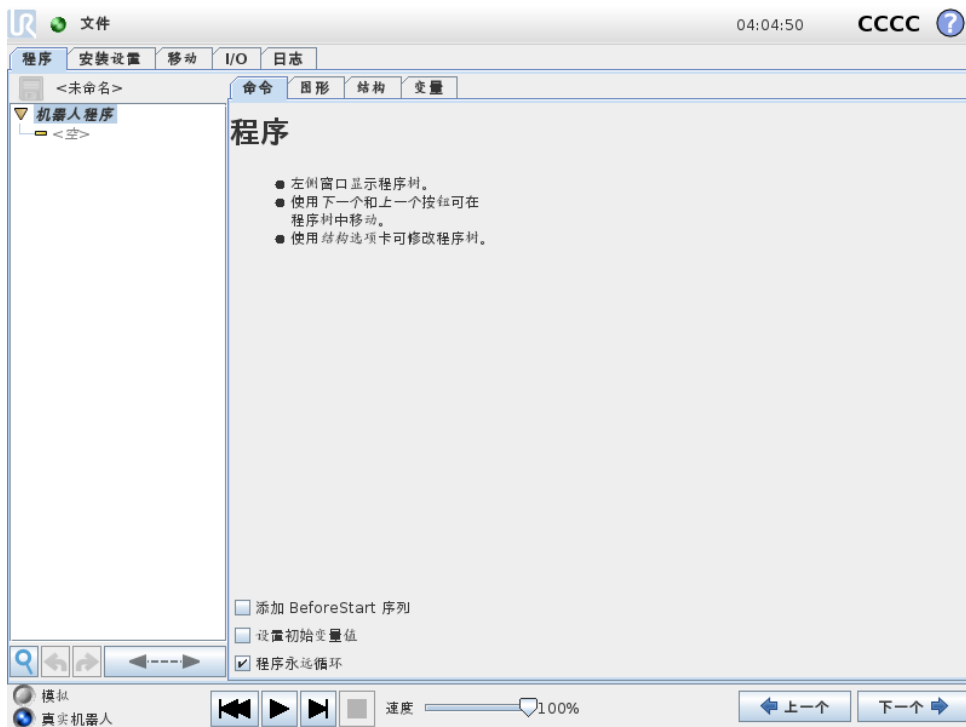 UR
文件
04:04:50
CCCC
?
程序
安装设置
移动
I/O
日志
<未命名>
命令
图形
结构
变量
机器人程序
<空>
程序
左侧窗口显示程序树。
使用下一个和上一个按钮可在
程序树中移动。
使用结构选项卡可修改程序树。
添加 BeforeStart 序列
设置初始变量值
程序永远循环
模拟
真实机器人
速度
100%
上一个
下一个